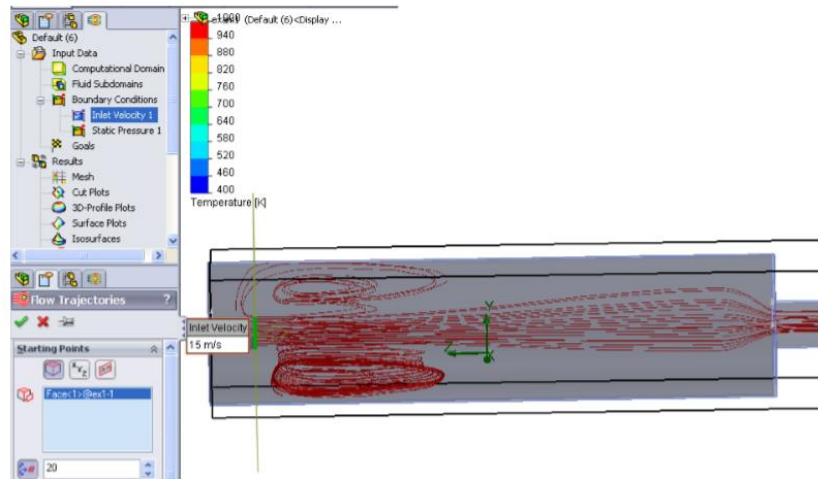 Default (6)
Input Data
Computational Domain
Fluid Subdomains
Boundary Conditions
Inlet Velocity 1
Static Pressure 1
Goals
Results
Mesh
Cut Plots
3D-Profile Plots
Surface Plots
Isosurfaces
Flow Trajectories ?
Starting Points
Face<1>@ex1-1
20
(Default (6)<Display ...
1000
940
880
820
760
700
640
580
520
460
400
Temperature [K]
Inlet Velocity
15 m/s
Y
Z
X